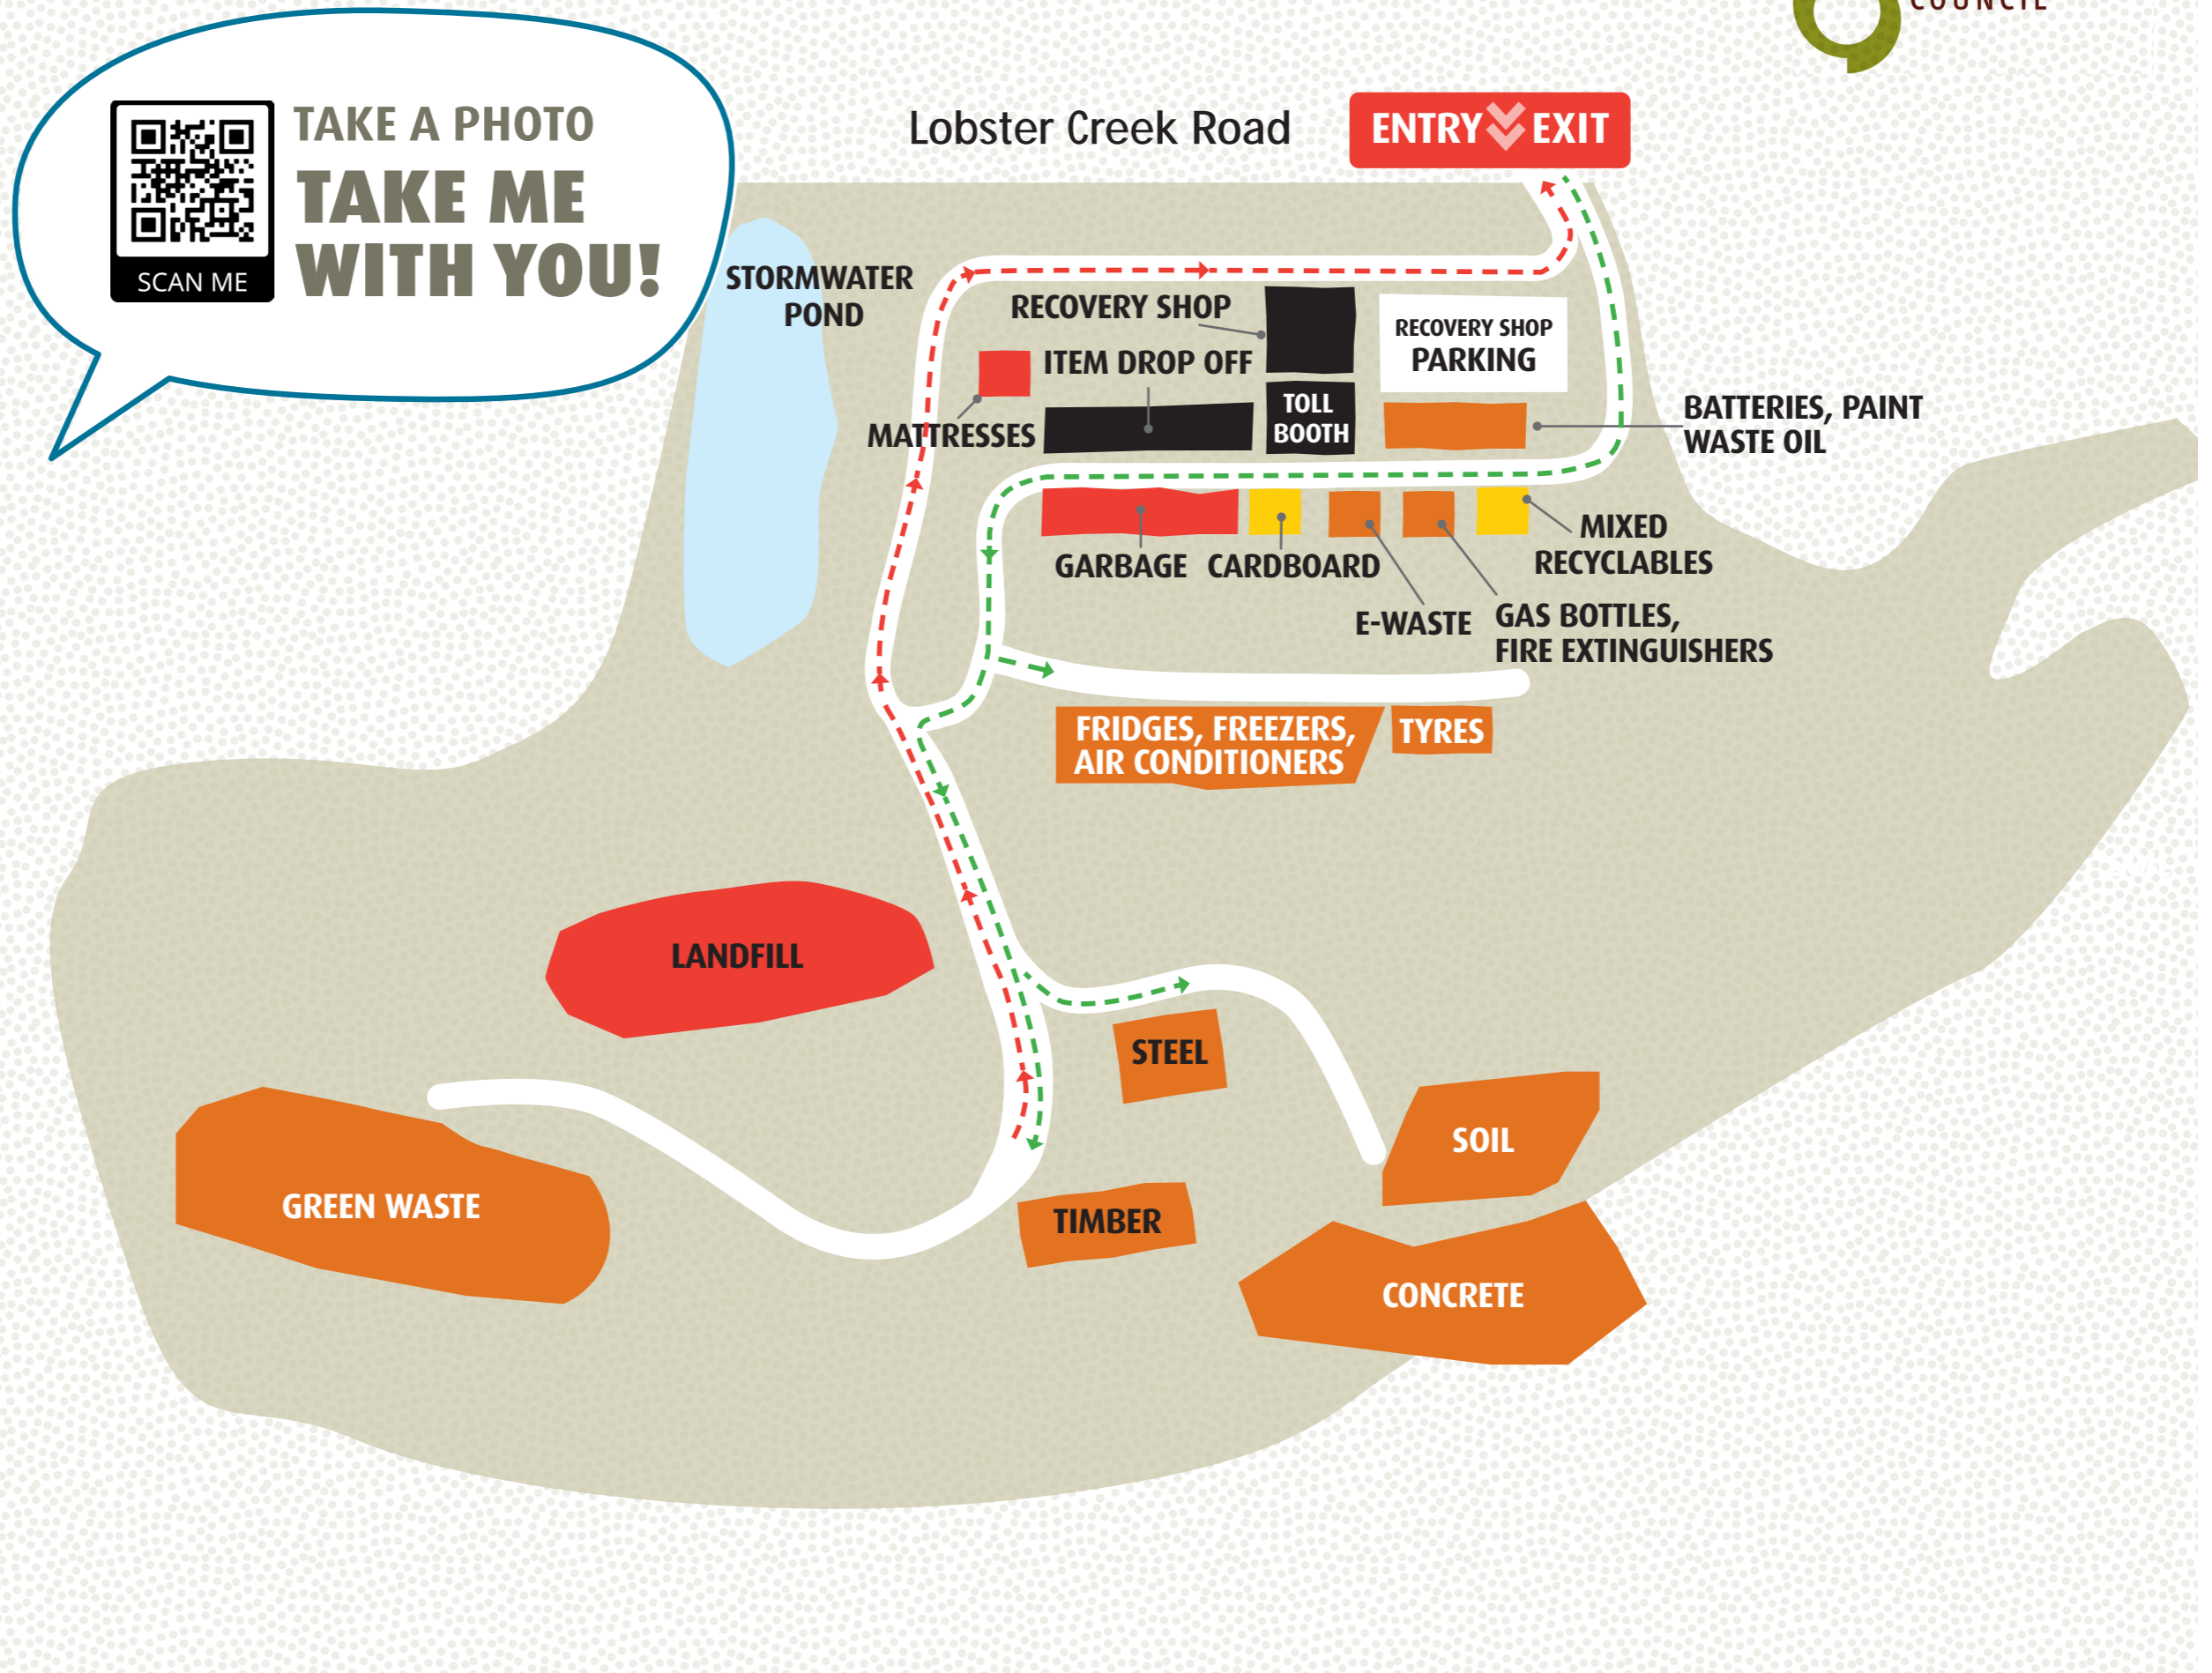 COUNCIL
TAKE A PHOTO
TAKE ME
WITH YOU!
SCAN ME
Lobster Creek Road
ENTRY EXIT
STORMWATER
POND
RECOVERY SHOP
RECOVERY SHOP
PARKING
ITEM DROP OFF
MATTRESSES
TOLL
BOOTH
BATTERIES, PAINT
WASTE OIL
GARBAGE
CARDBOARD
MIXED
RECYCLABLES
E-WASTE
GAS BOTTLES,
FIRE EXTINGUISHERS
FRIDGES, FREEZERS,
AIR CONDITIONERS
TYRES
LANDFILL
STEEL
SOIL
GREEN WASTE
TIMBER
CONCRETE